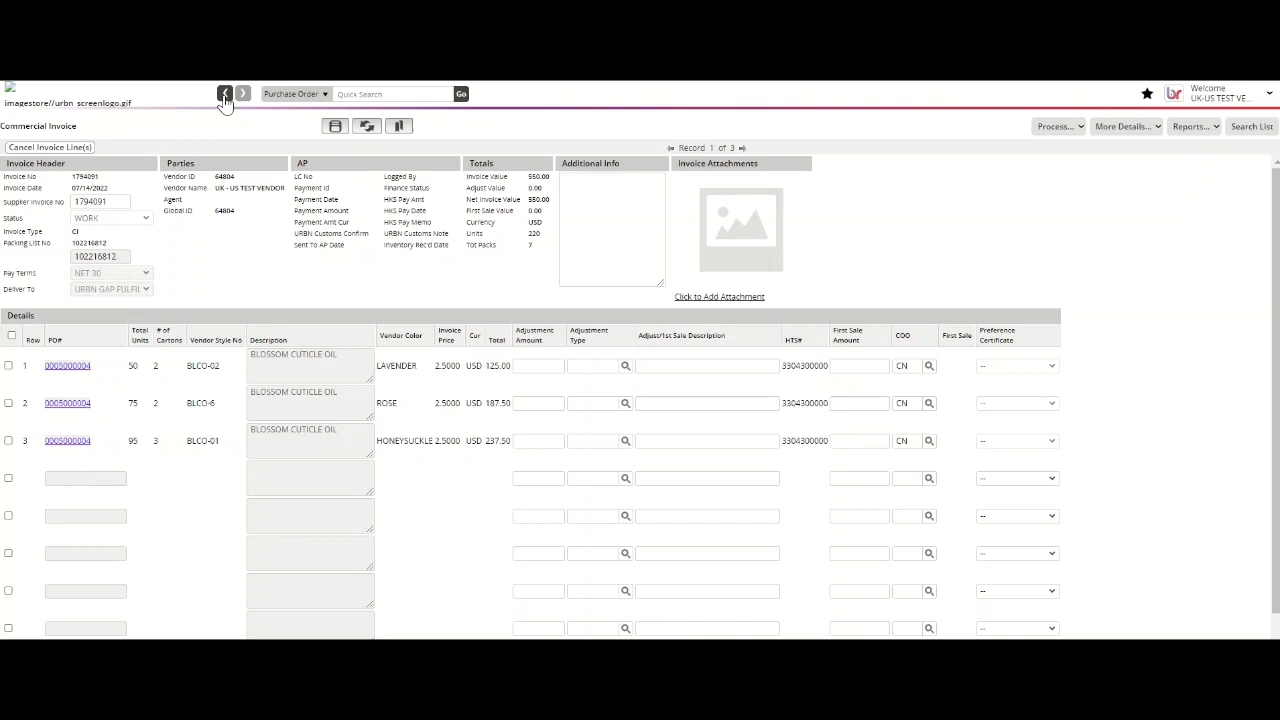 imagestore//urbn_screenlogo.gif
Purchase Order Quick Search Go
Welcome
UK-US TEST VE...
Commercial Invoice
Process... More Details... Reports... Search List
Cancel Invoice Line(s)
Record 1 of 3
Invoice Header Parties AP Totals Additional Info Invoice Attachments
Invoice No 1794091 Vendor ID 64804 LC No Logged By Invoice Value 550.00
Invoice Date 07/14/2022 Vendor Name UK - US TEST VENDOR Payment Id Finance Status Adjust Value 0.00
Supplier Invoice No 1794091 Agent Payment Date HKS Pay Amt Net Invoice Value 550.00
Global ID 64804 Payment Amount HKS Pay Date First Sale Value 0.00
Status WORK Payment Amt Cur HKS Pay Memo Currency USD
Invoice Type CI URBN Customs Confirm URBN Customs Note Units 220
Packing List No 102216812 Sent To AP Date Inventory Rec'd Date Tot Packs 7
102216812
Pay Terms NET 30
Deliver To URBN GAP FULFIL
Click to Add Attachment
Details
Row PO# Total Units # of Cartons Vendor Style No Description Vendor Color Invoice Price Cur Total Adjustment Amount Adjustment Type Adjust/1st Sale Description HTS# First Sale Amount COO First Sale Preference Certificate
1 0005000004 50 2 BLCO-02 BLOSSOM CUTICLE OIL LAVENDER 2.5000 USD 125.00 3304300000 CN --
2 0005000004 75 2 BLCO-6 BLOSSOM CUTICLE OIL ROSE 2.5000 USD 187.50 3304300000 CN --
3 0005000004 95 3 BLCO-01 BLOSSOM CUTICLE OIL HONEYSUCKLE 2.5000 USD 237.50 3304300000 CN --
--
--
--
--
--